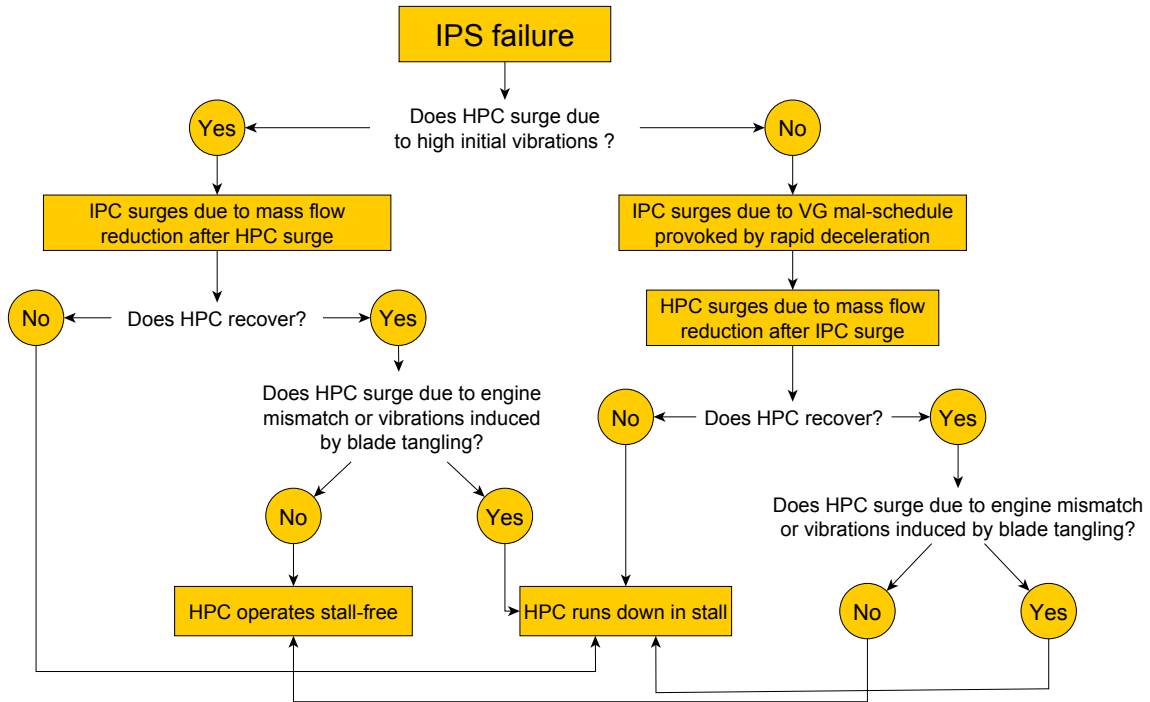 IPS failure
Does HPC surge due
to high initial vibrations ?
Yes
No
IPC surges due to mass flow
reduction after HPC surge
IPC surges due to VG mal-schedule
provoked by rapid deceleration
No
Does HPC recover?
Yes
HPC surges due to mass flow
reduction after IPC surge
Does HPC surge due to engine
mismatch or vibrations induced
by blade tangling?
No
Does HPC recover?
Yes
No
Yes
Does HPC surge due to engine mismatch
or vibrations induced by blade tangling?
HPC operates stall-free
HPC runs down in stall
No
Yes